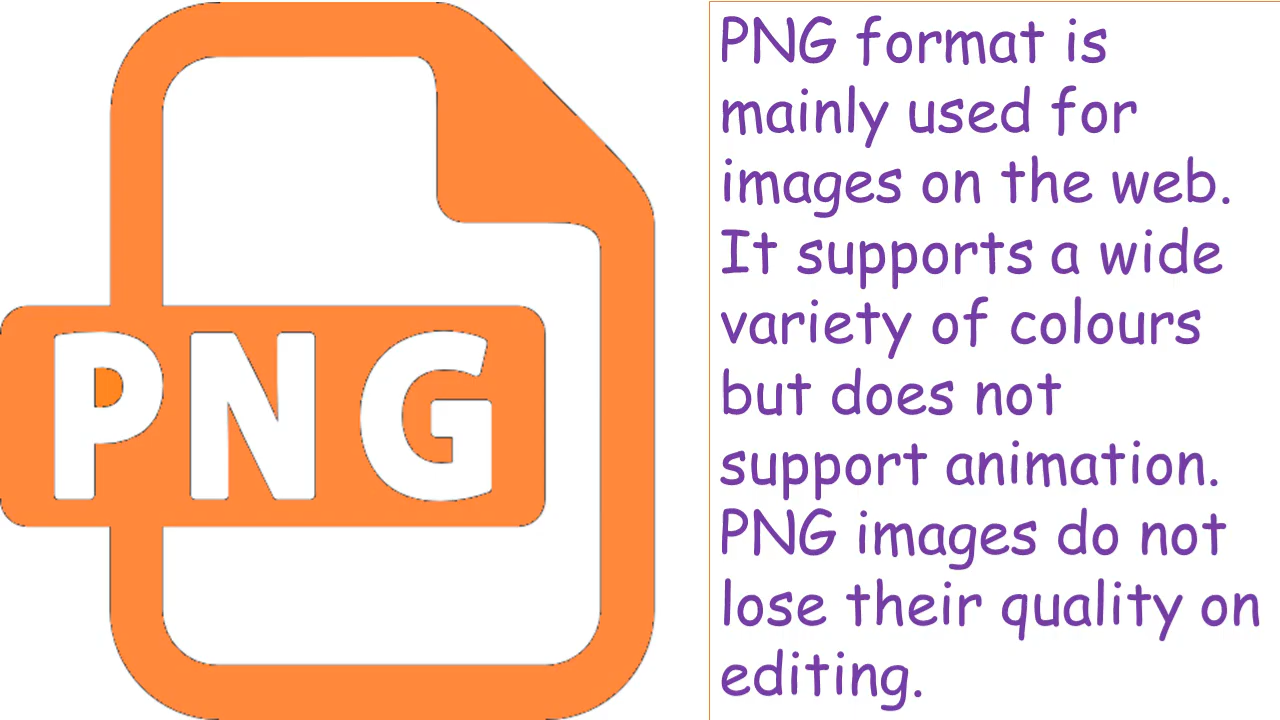 PNG
PNG format is
mainly used for
images on the web.
It supports a wide
variety of colours
but does not
support animation.
PNG images do not
lose their quality on
editing.